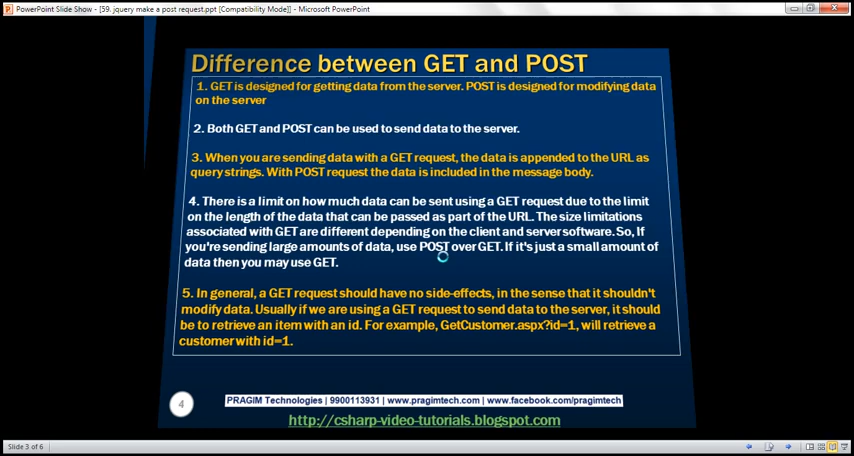 PowerPoint Slide Show - [59. jquery make a post request.ppt [Compatibility Mode]] - Microsoft PowerPoint
Difference between GET and POST
1. GET is designed for getting data from the server. POST is designed for modifying data
on the server
2. Both GET and POST can be used to send data to the server.
3. When you are sending data with a GET request, the data is appended to the URL as
query strings. With POST request the data is included in the message body.
4. There is a limit on how much data can be sent using a GET request due to the limit
on the length of the data that can be passed as part of the URL. The size limitations
associated with GET are different depending on the client and server software. So, If
you're sending large amounts of data, use POST over GET. If it's just a small amount of
data then you may use GET.
5. In general, a GET request should have no side-effects, in the sense that it shouldn't
modify data. Usually if we are using a GET request to send data to the server, it should
be to retrieve an item with an id. For example, GetCustomer.aspx?id=1, will retrieve a
customer with id=1.
4
PRAGIM Technologies | 9900113931 | www.pragimtech.com | www.facebook.com/pragimtech
http://csharp-video-tutorials.blogspot.com
Slide 3 of 6